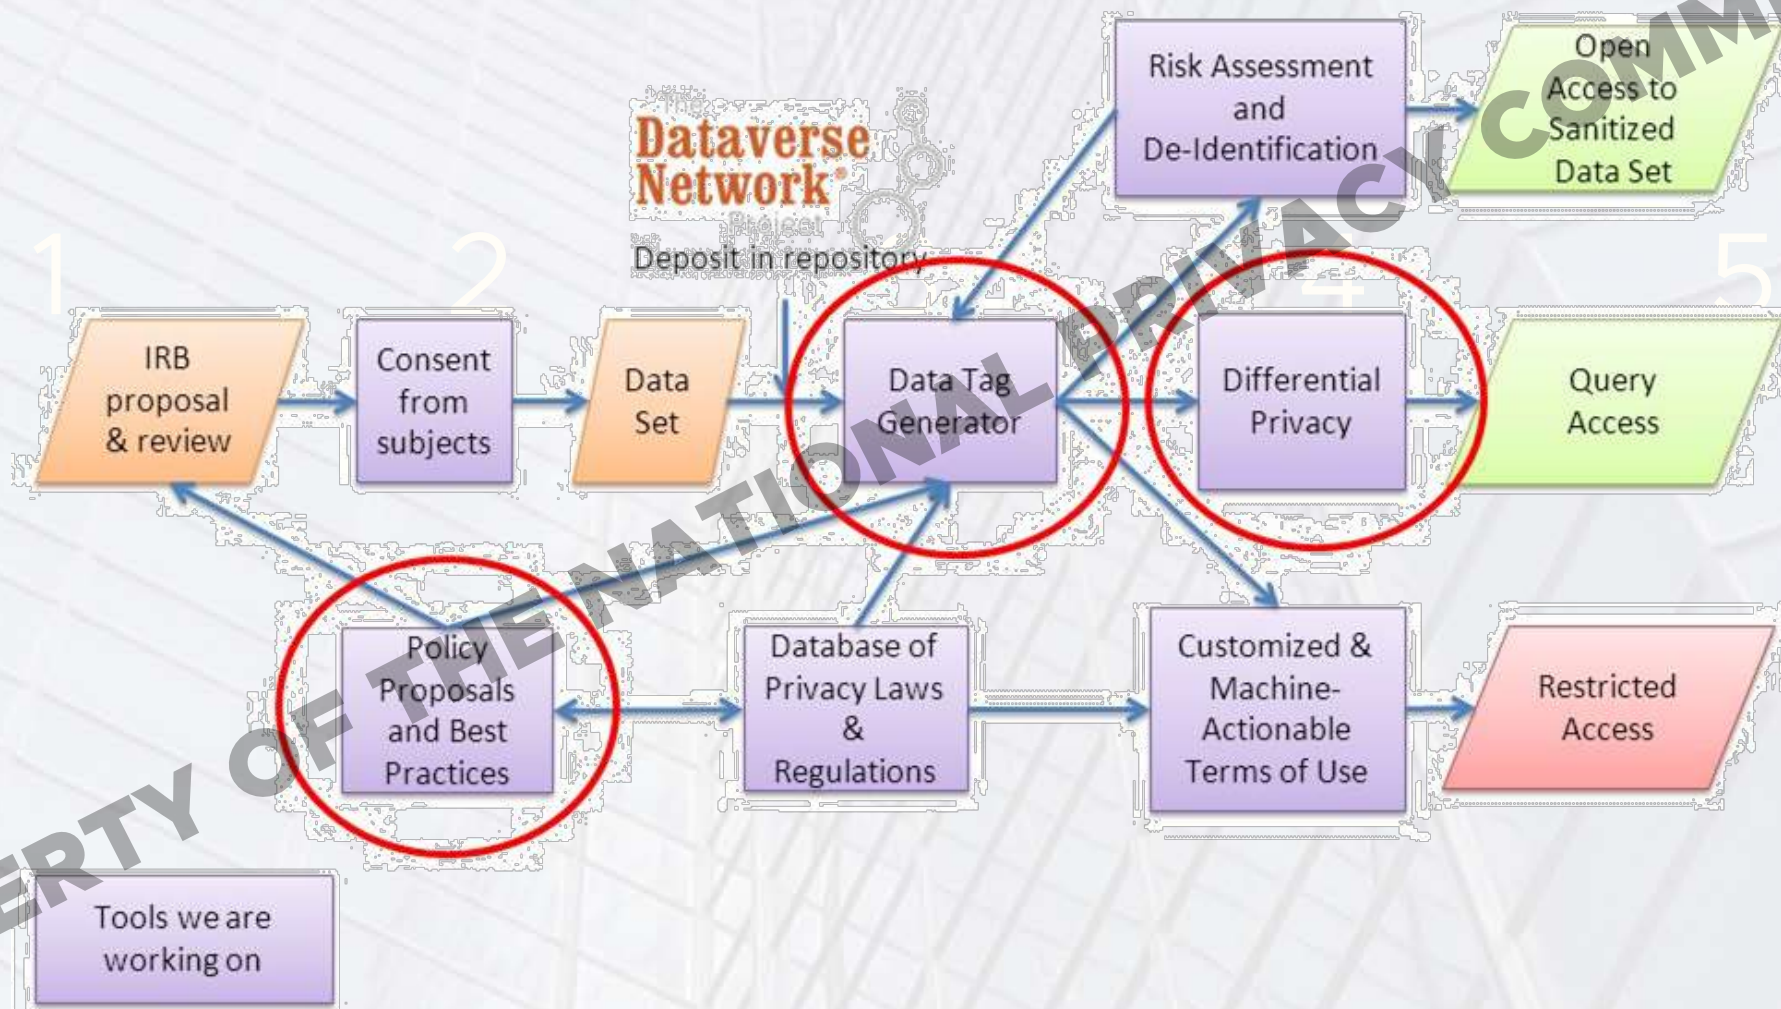 Risk Assessment
and
De-Identification
Open
Access to
Sanitized
Data Set
The
Dataverse
Network®
Project
Deposit in repository
1
2
4
5
IRB
proposal
& review
Consent
from
subjects
Data
Set
Data Tag
Generator
Differential
Privacy
Query
Access
Policy
Proposals
and Best
Practices
Database of
Privacy Laws
&
Regulations
Customized &
Machine-
Actionable
Terms of Use
Restricted
Access
Tools we are
working on
ERTY OF THE NATIONAL PRIVACY COMM